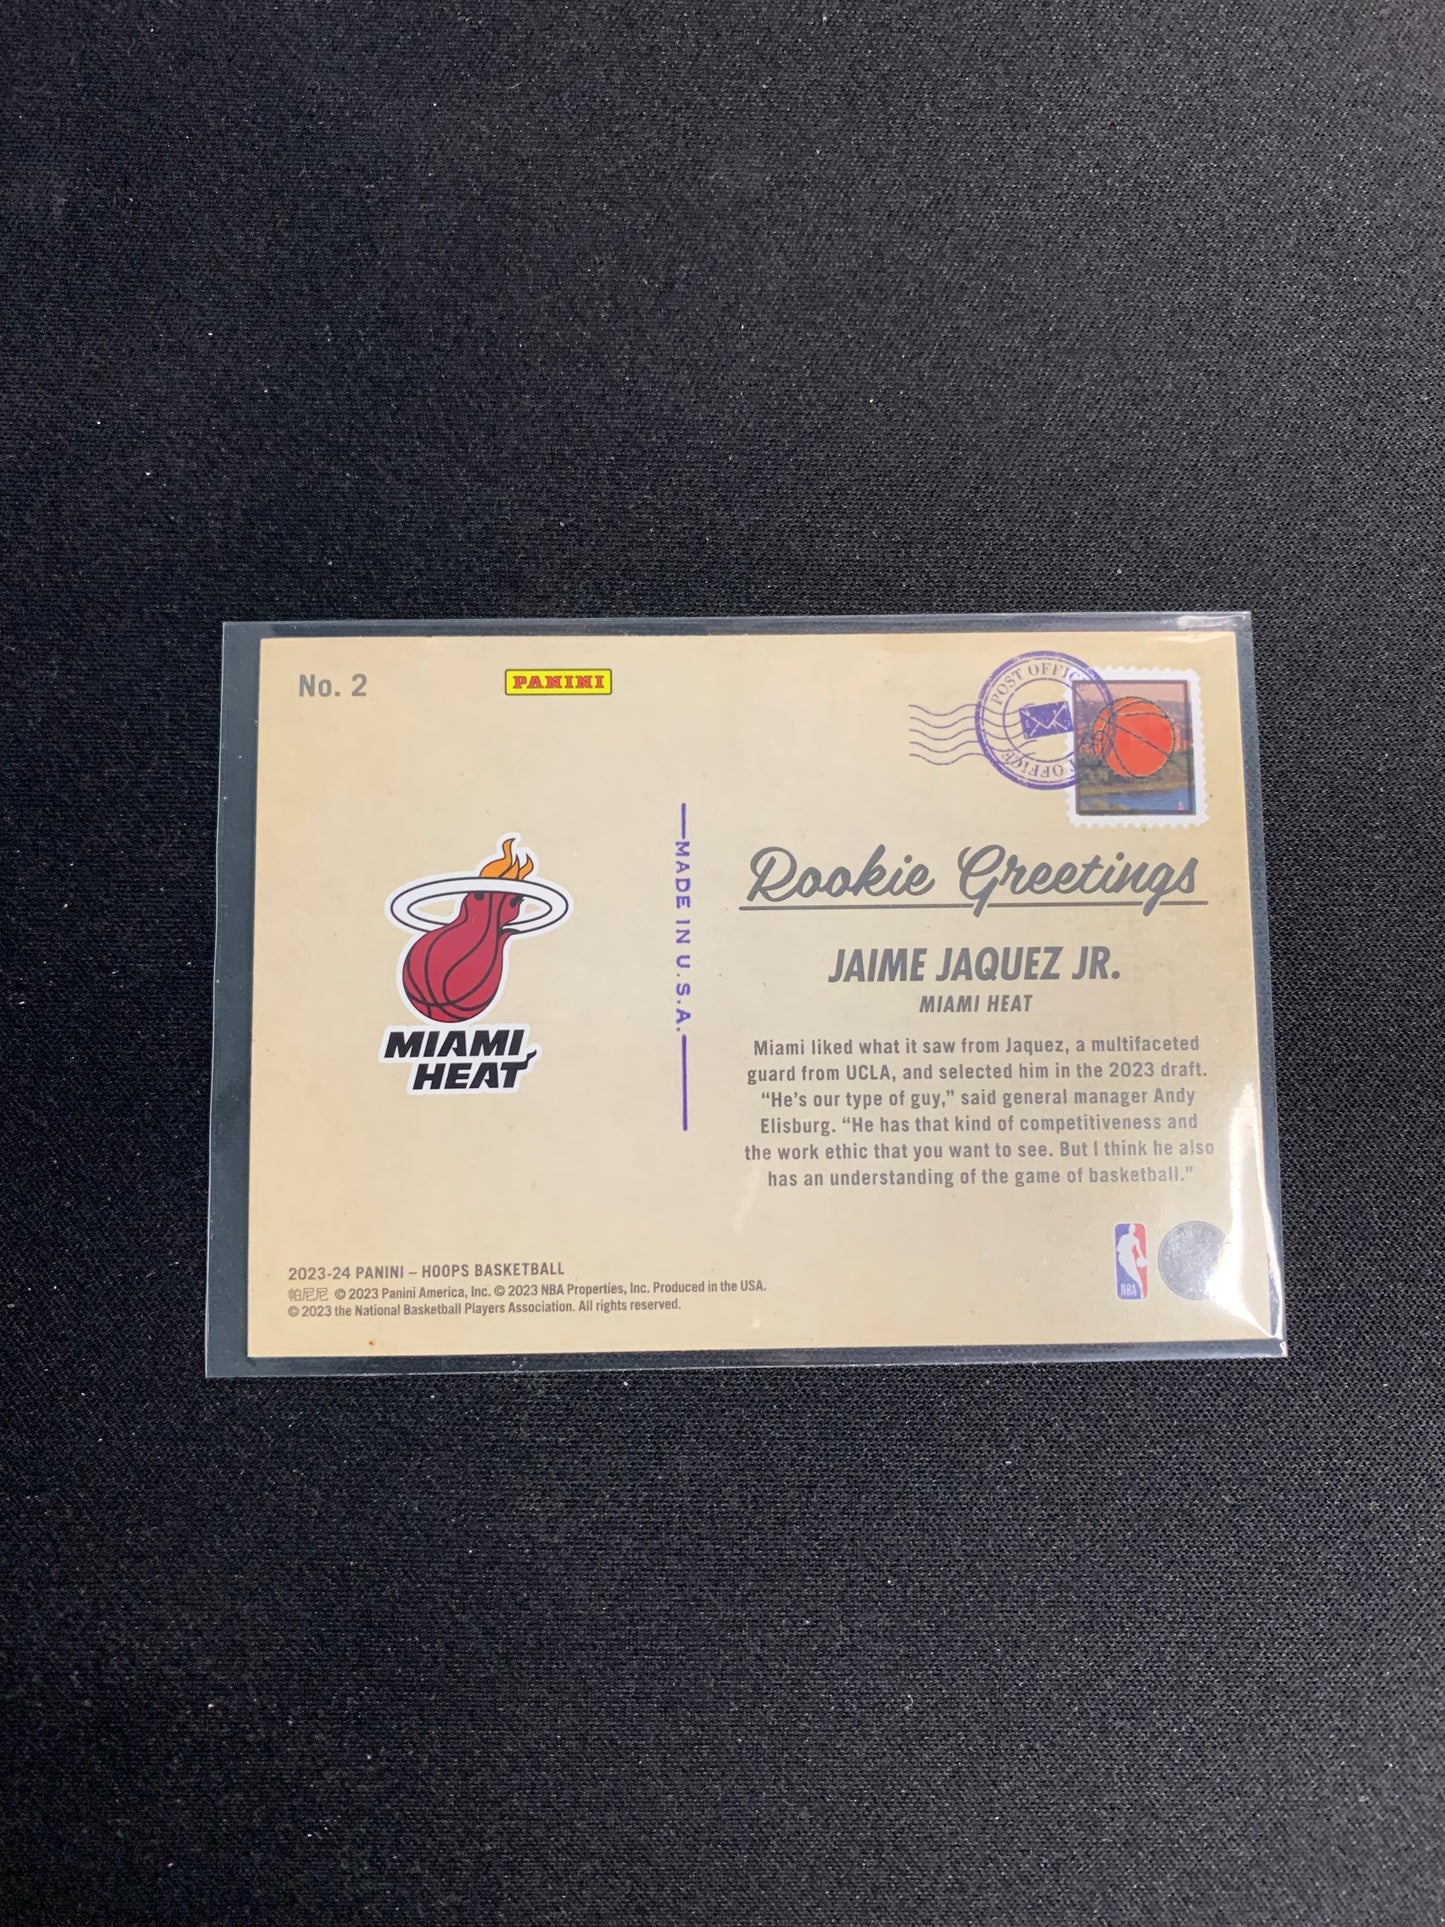 No. 2
PANINI
POST OFFICE
MADE IN U.S.A.
MIAMI
HEAT
Rookie Greetings
JAIME JAQUEZ JR.
MIAMI HEAT
Miami liked what it saw from Jaquez, a multifaceted
guard from UCLA, and selected him in the 2023 draft.
“He’s our type of guy,” said general manager Andy
Elisburg. “He has that kind of competitiveness and
the work ethic that you want to see. But I think he also
has an understanding of the game of basketball.”
NBA
2023-24 PANINI – HOOPS BASKETBALL
帕尼尼 © 2023 Panini America, Inc. © 2023 NBA Properties, Inc. Produced in the USA.
© 2023 the National Basketball Players Association. All rights reserved.